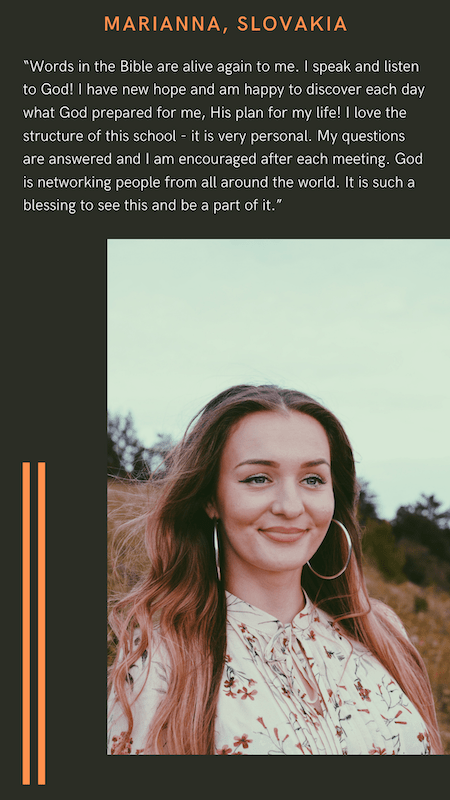 MARIANNA, SLOVAKIA
“Words in the Bible are alive again to me. I speak and listen
to God! I have new hope and am happy to discover each day
what God prepared for me, His plan for my life! I love the
structure of this school - it is very personal. My questions
are answered and I am encouraged after each meeting. God
is networking people from all around the world. It is such a
blessing to see this and be a part of it.”